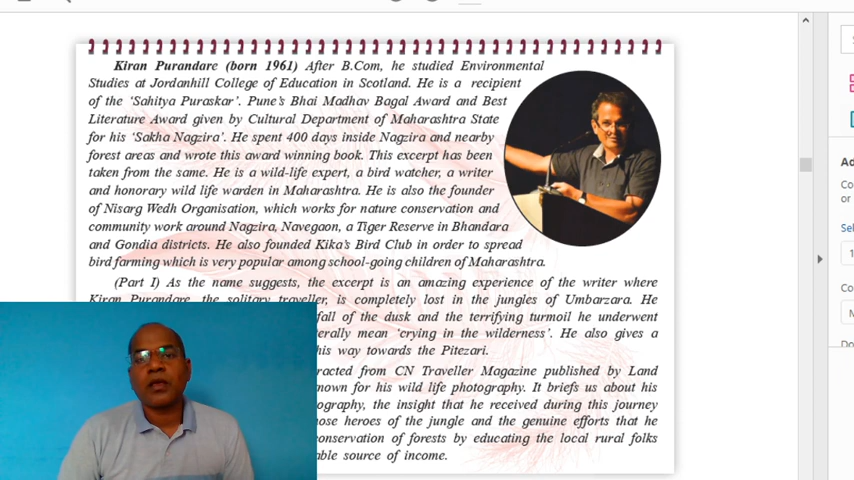 Kiran Purandare (born 1961) After B.Com, he studied Environmental
Studies at Jordanhill College of Education in Scotland. He is a recipient
of the ‘Sahitya Puraskar’. Pune’s Bhai Madhav Bagal Award and Best
Literature Award given by Cultural Department of Maharashtra State
for his ‘Sakha Nagzira’. He spent 400 days inside Nagzira and nearby
forest areas and wrote this award winning book. This excerpt has been
taken from the same. He is a wild-life expert, a bird watcher, a writer
and honorary wild life warden in Maharashtra. He is also the founder
of Nisarg Wedh Organisation, which works for nature conservation and
community work around Nagzira, Navegaon, a Tiger Reserve in Bhandara
and Gondia districts. He also founded Kika’s Bird Club in order to spread
bird farming which is very popular among school-going children of Maharashtra.
(Part I) As the name suggests, the excerpt is an amazing experience of the writer where
Kiran Purandare, the solitary traveller, is completely lost in the jungles of Umbarzara. He
fall of the dusk and the terrifying turmoil he underwent
terally mean ‘crying in the wilderness’. He also gives a
his way towards the Pitezari.
racted from CN Traveller Magazine published by Land
nown for his wild life photography. It briefs us about his
ography, the insight that he received during this journey
ose heroes of the jungle and the genuine efforts that he
conservation of forests by educating the local rural folks
able source of income.
Ad
Co
or
Sel
1
Co